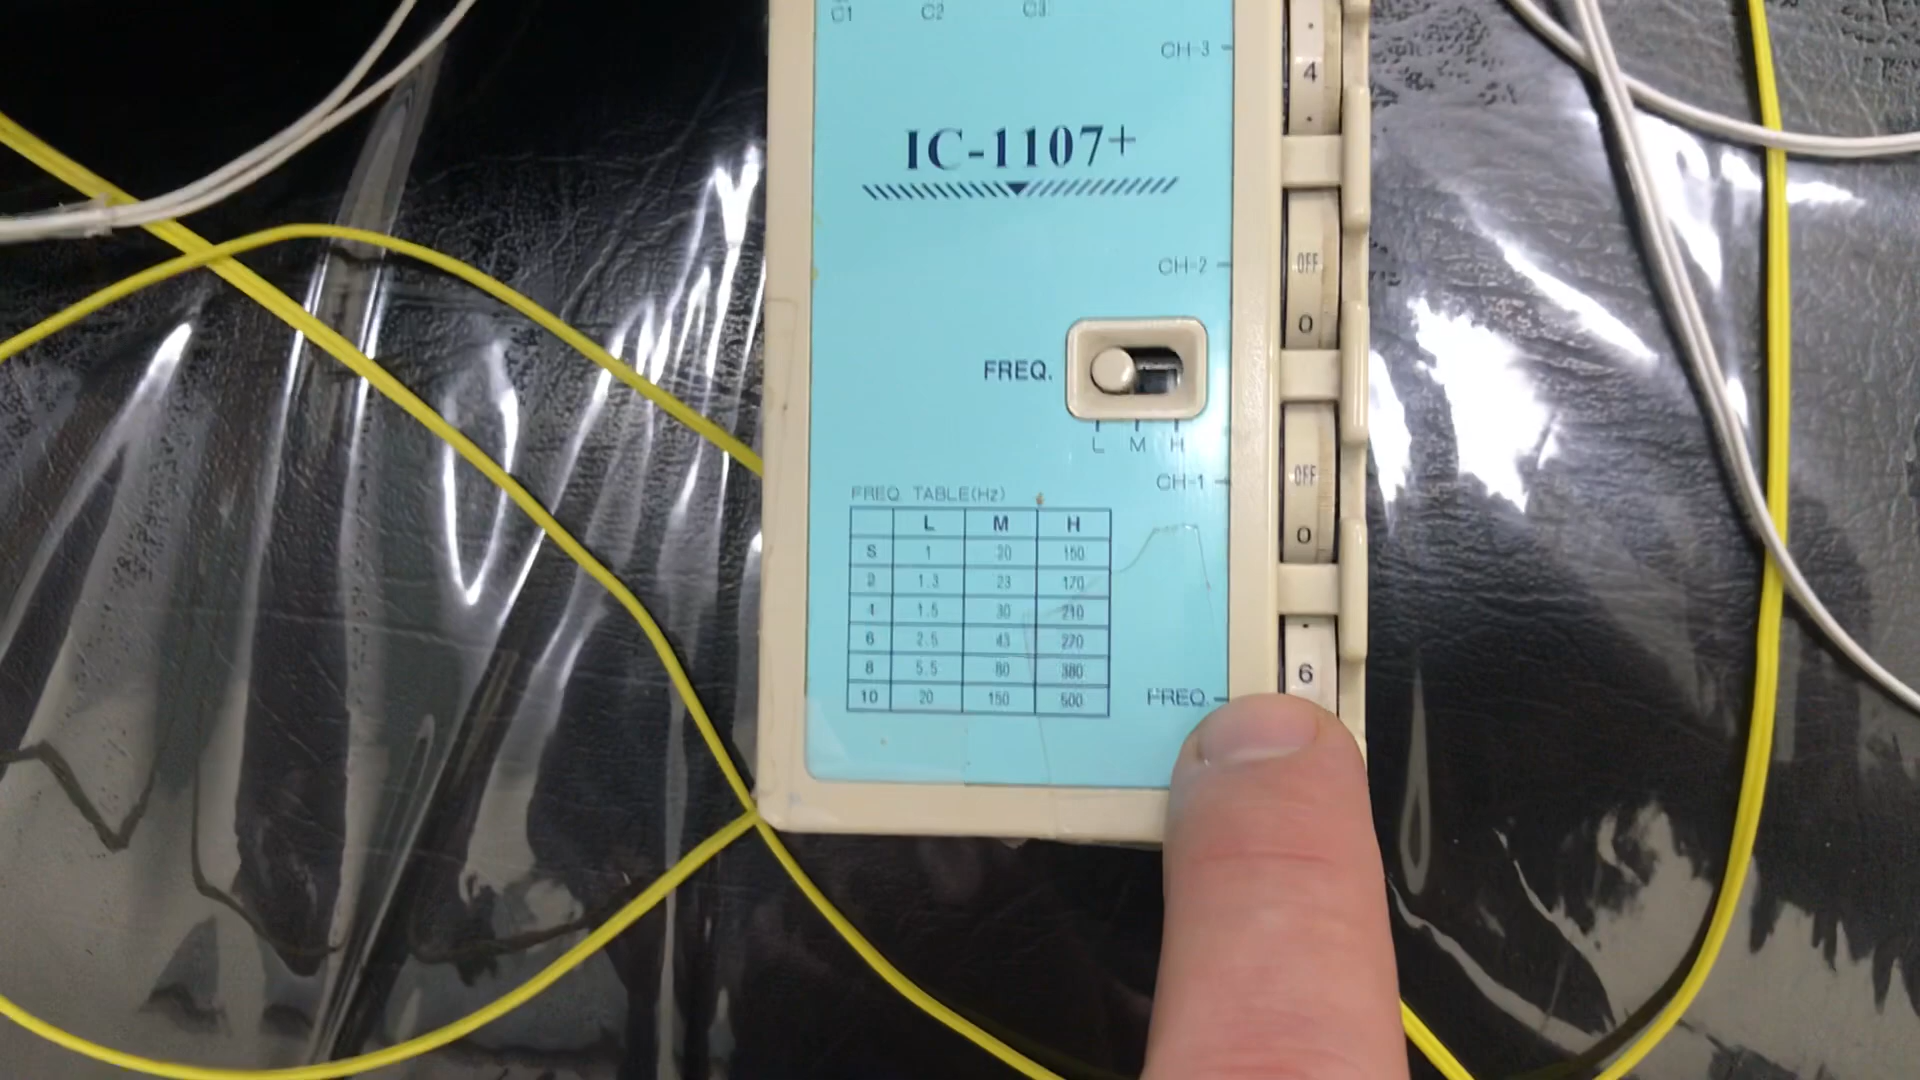 C1 C2 C3
CH-3
4
IC-1107+
CH-2
OFF
0
FREQ.
L M H
OFF
CH-1
0
FREQ. TABLE(Hz)
L M H
S 1 20 150
2 1.3 23 170
4 1.5 30 210
6 2.5 43 270
8 5.5 80 380
10 20 150 500
6
FREQ.